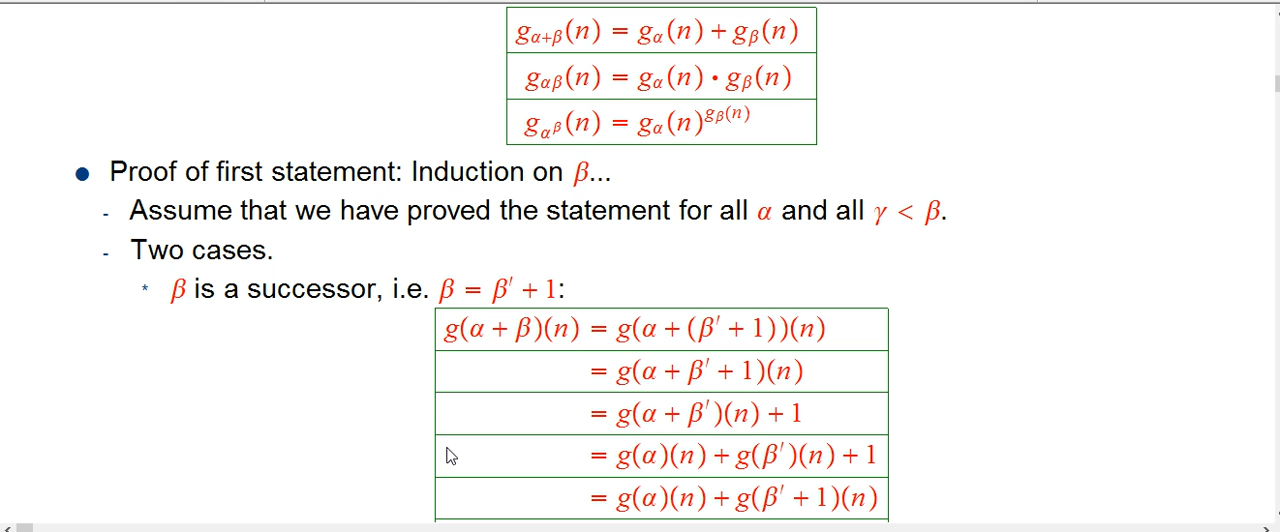 g_{α+β}(n) = g_α(n) + g_β(n)
g_{αβ}(n) = g_α(n) · g_β(n)
g_{α^β}(n) = g_α(n)^{g_β(n)}
● Proof of first statement: Induction on β...
- Assume that we have proved the statement for all α and all γ < β.
- Two cases.
* β is a successor, i.e. β = β′ + 1:
g(α + β)(n) = g(α + (β′ + 1))(n)
= g(α + β′ + 1)(n)
= g(α + β′)(n) + 1
= g(α)(n) + g(β′)(n) + 1
= g(α)(n) + g(β′ + 1)(n)